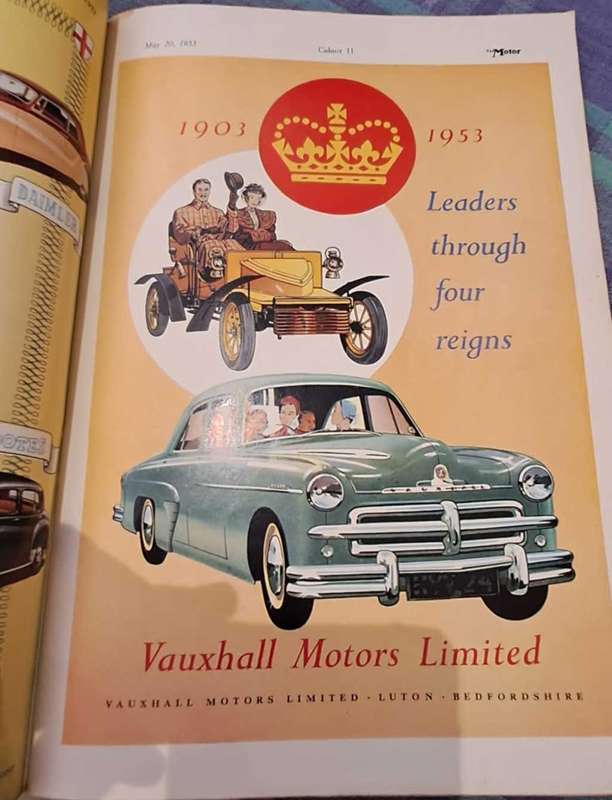 May 20, 1953
Colour 11
The Motor
1903
1953
Leaders
through
four
reigns
DAIMLER
VAUXHALL
Vauxhall Motors Limited
VAUXHALL MOTORS LIMITED · LUTON · BEDFORDSHIRE